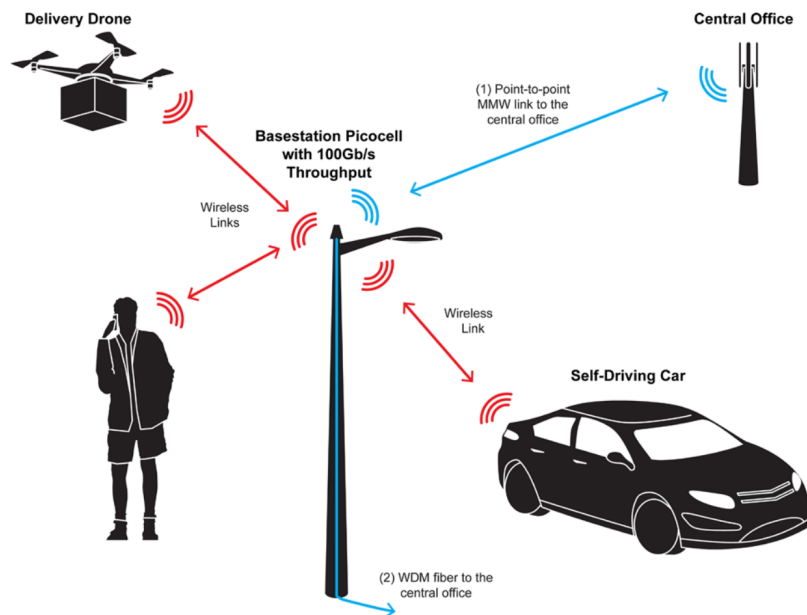 Delivery Drone
Central Office
(1) Point-to-point
MMW link to the
central office
Basestation Picocell
with 100Gb/s
Throughput
Wireless
Links
Wireless
Link
Self-Driving Car
(2) WDM fiber to the
central office